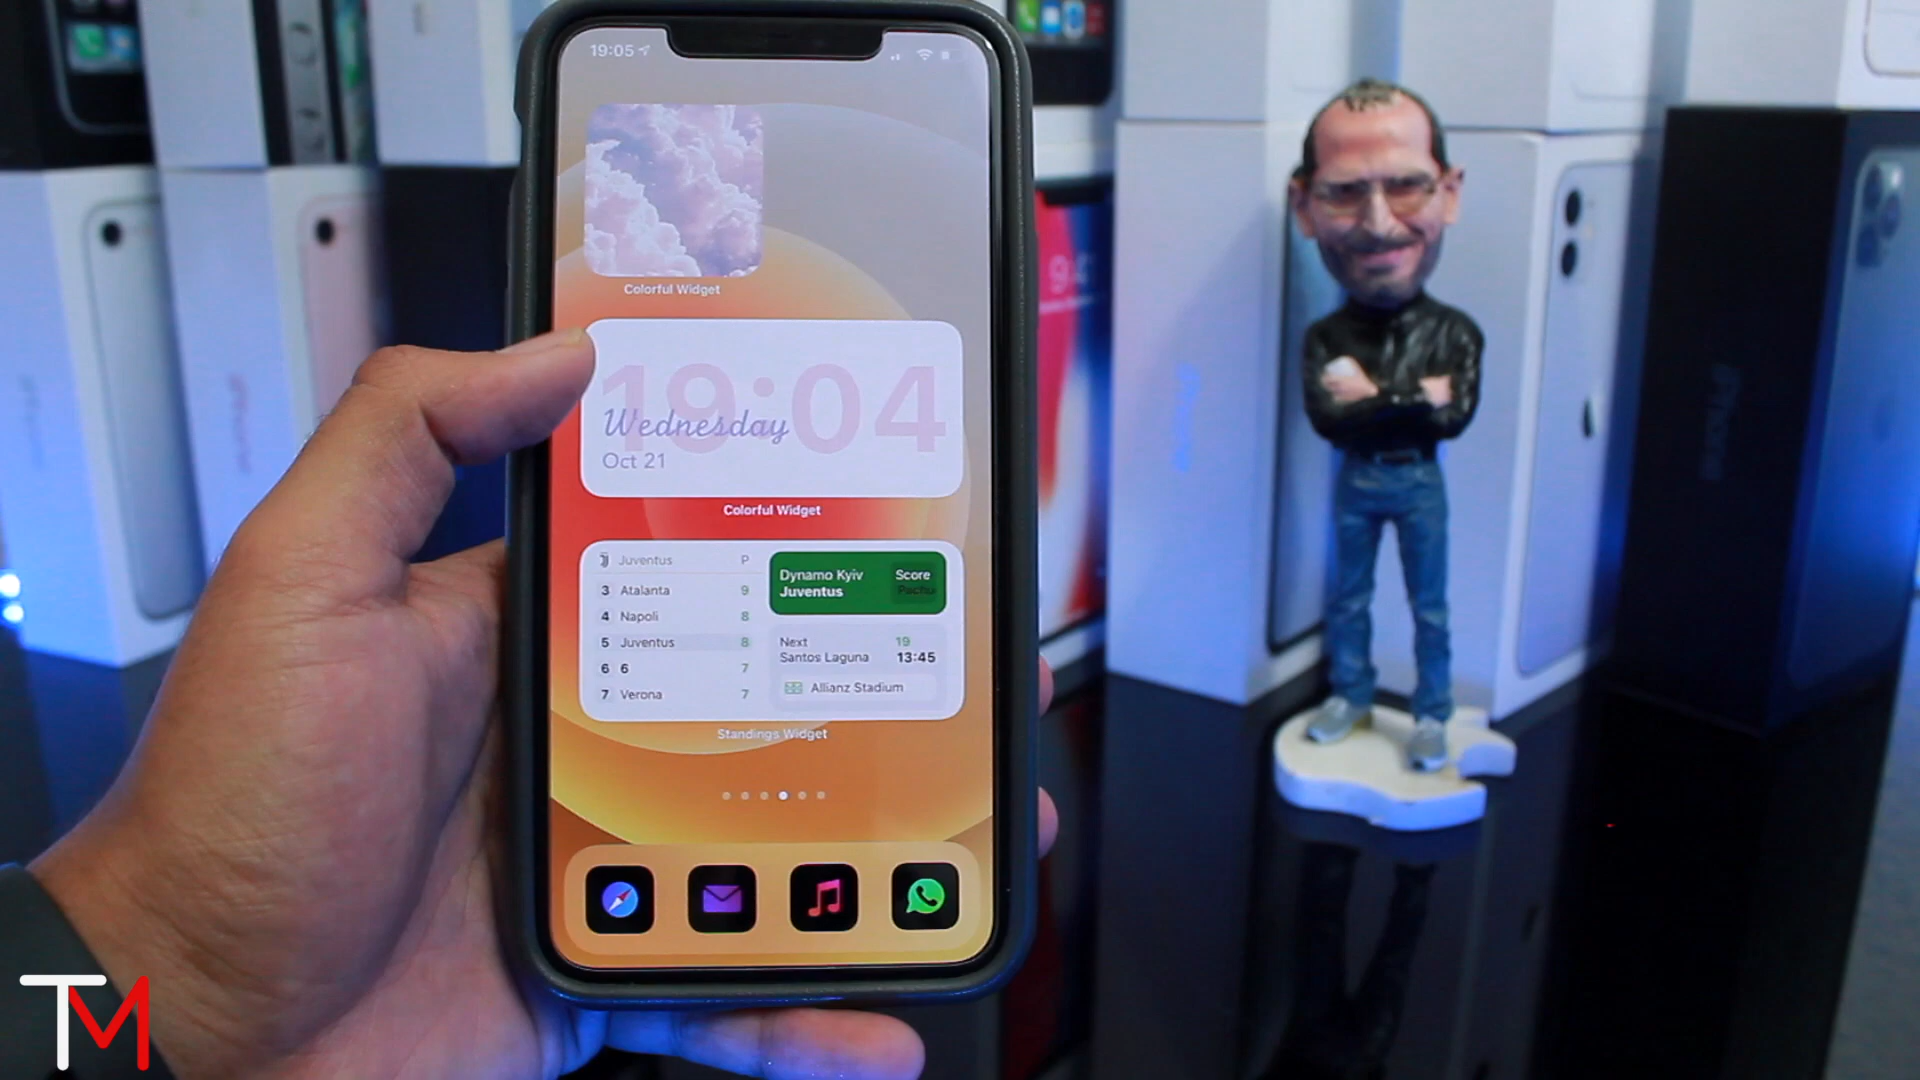 19:05
Colorful Widget
19:04
Wednesday
Oct 21
Colorful Widget
Juventus P
3 Atalanta 9
4 Napoli 8
5 Juventus 8
6 6 7
7 Verona 7
Dynamo Kyiv Score
Juventus
Next 19
Santos Laguna 13:45
Allianz Stadium
Standings Widget
TM